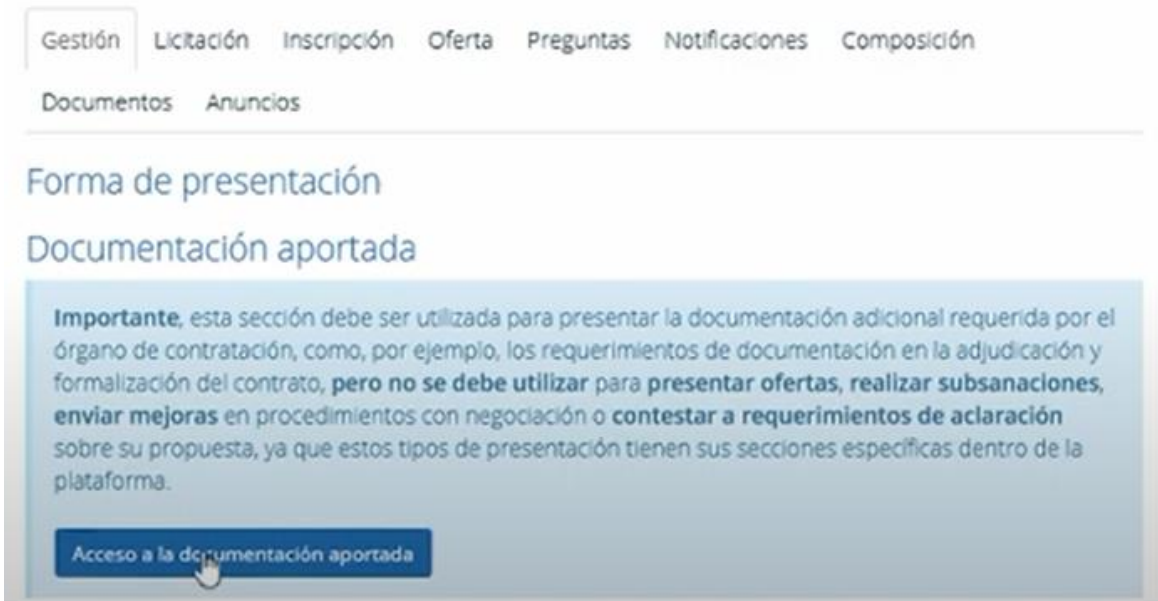 Gestión Licitación Inscripción Oferta Preguntas Notificaciones Composición
Documentos Anuncios
Forma de presentación
Documentación aportada
Importante, esta sección debe ser utilizada para presentar la documentación adicional requerida por el
órgano de contratación, como, por ejemplo, los requerimientos de documentación en la adjudicación y
formalización del contrato, pero no se debe utilizar para presentar ofertas, realizar subsanaciones,
enviar mejoras en procedimientos con negociación o contestar a requerimientos de aclaración
sobre su propuesta, ya que estos tipos de presentación tienen sus secciones específicas dentro de la
plataforma.
Acceso a la documentación aportada